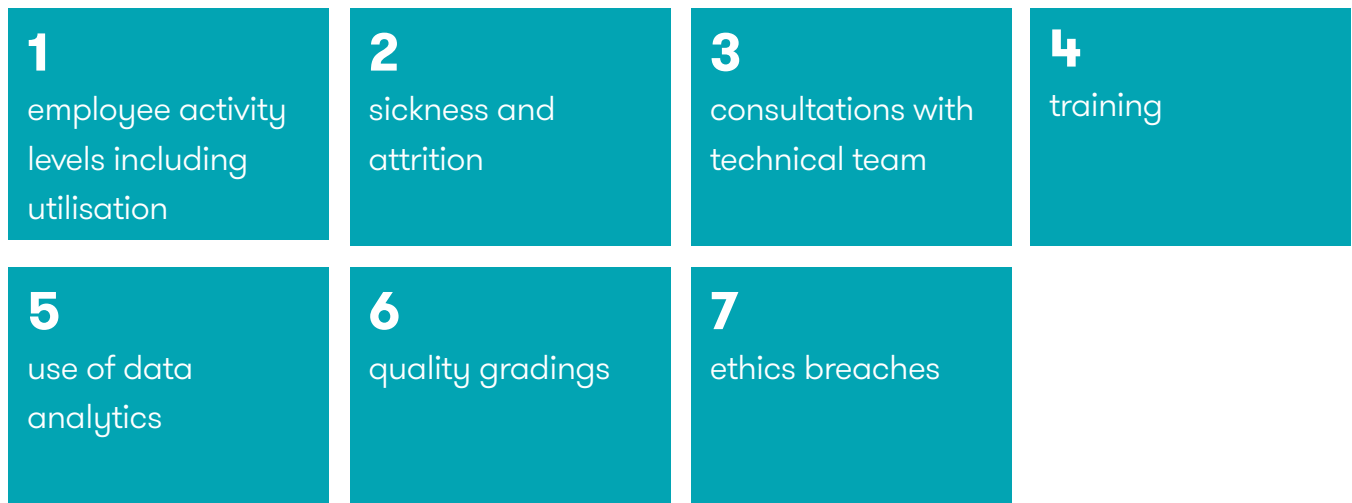 1
employee activity
levels including
utilisation
2
sickness and
attrition
3
consultations with
technical team
4
training
5
use of data
analytics
6
quality gradings
7
ethics breaches